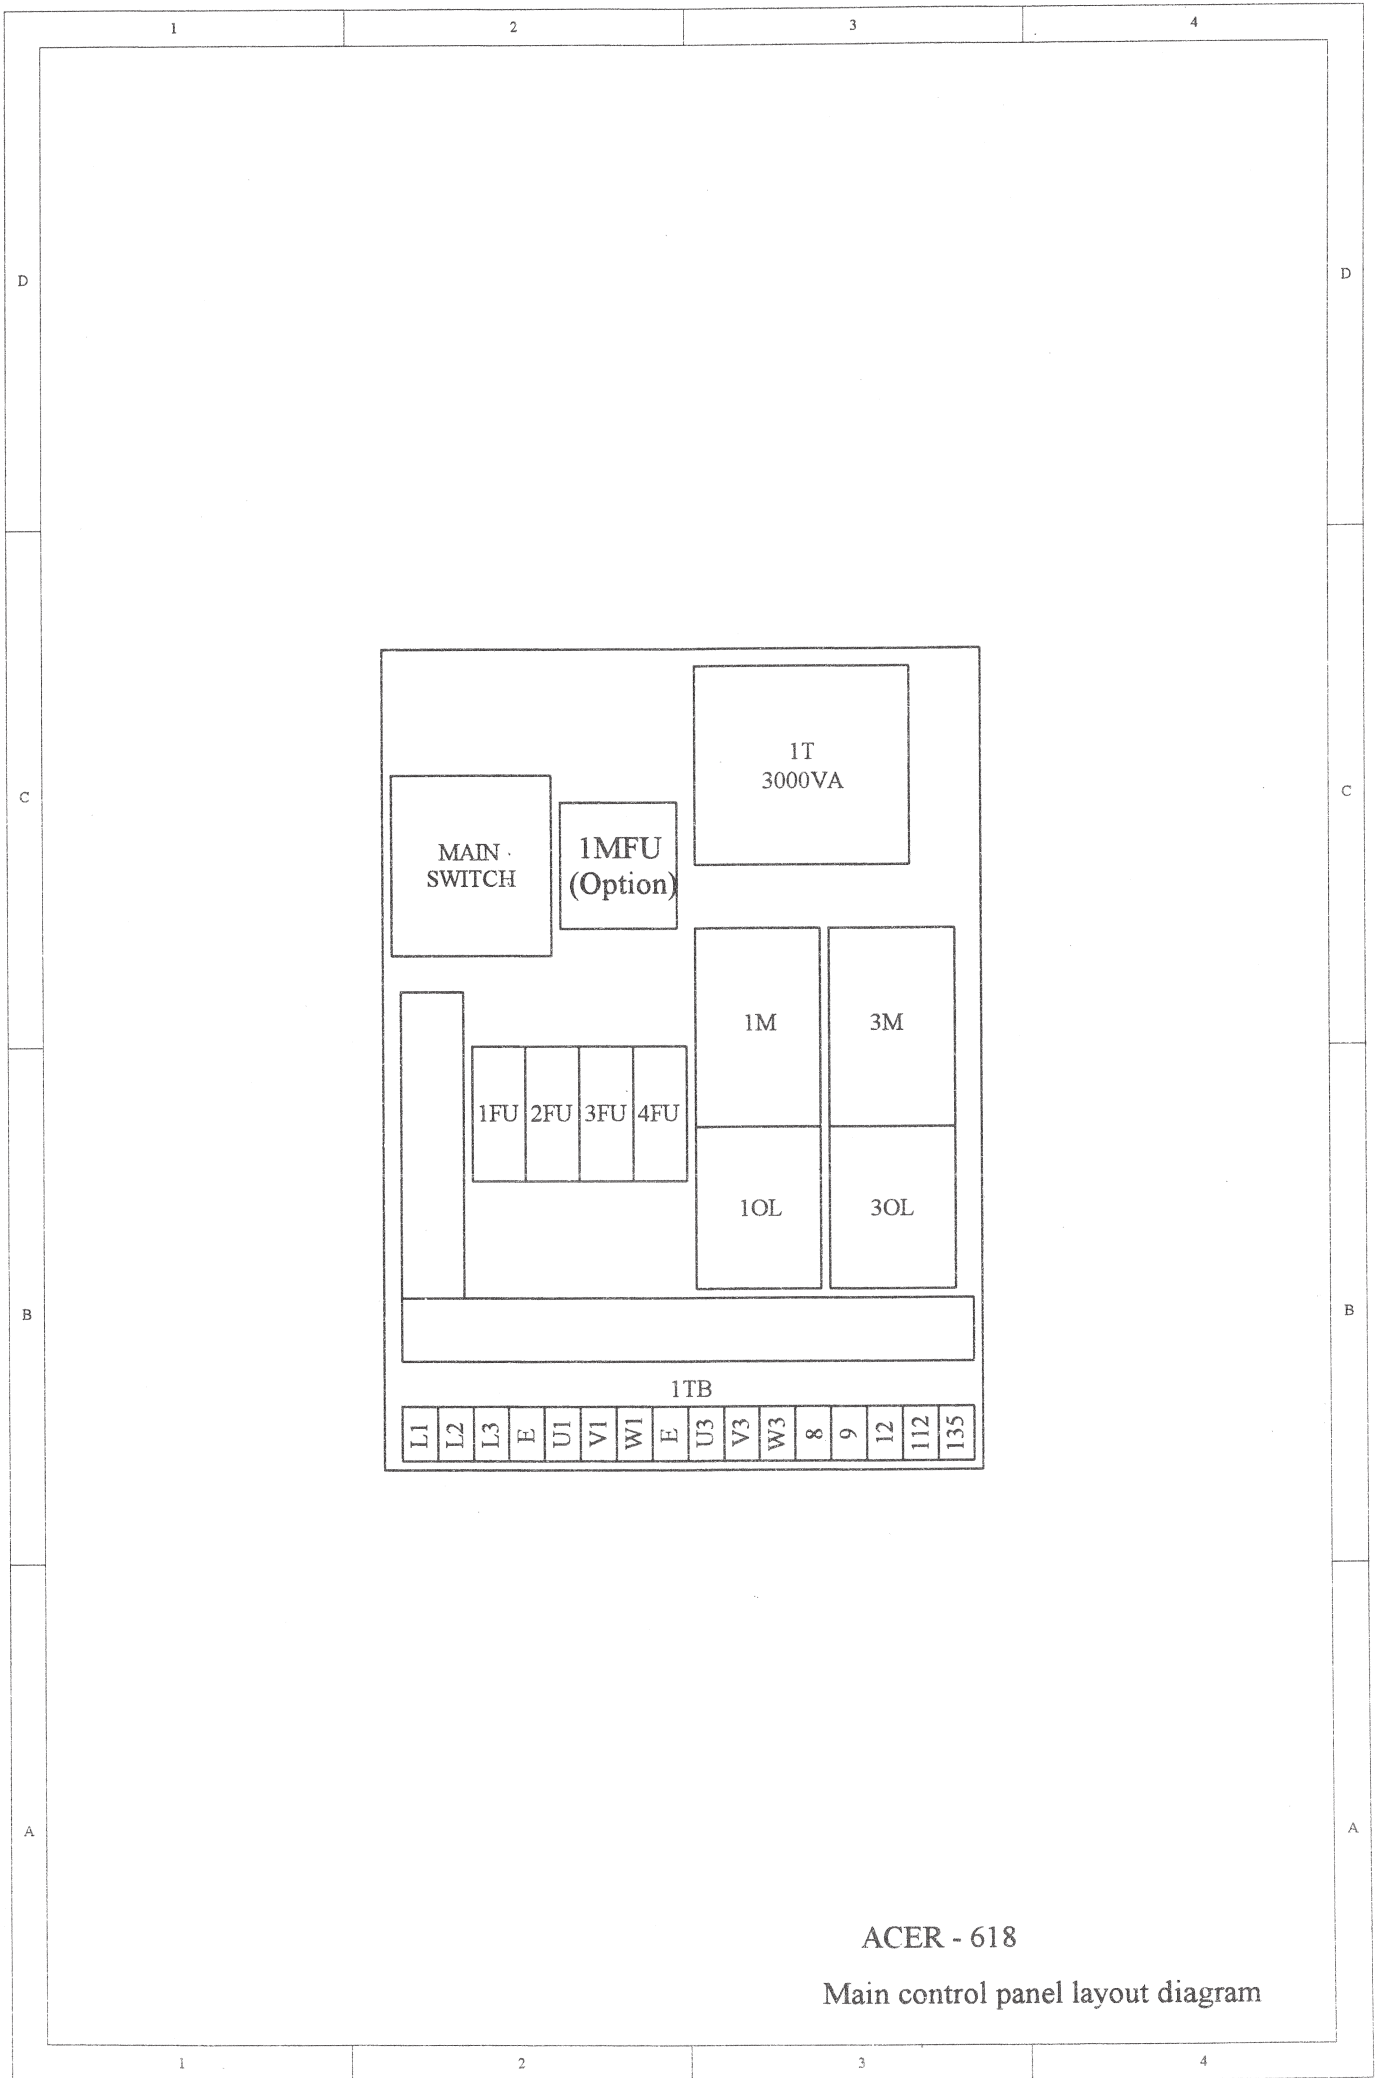 1 2 3 4
D D
1T
3000VA
C C
MAIN
SWITCH
1MFU
(Option)
1M 3M
1FU 2FU 3FU 4FU
1OL 3OL
B B
1TB
L1 L2 L3 E U1 V1 W1 E U3 V3 W3 8 9 12 112 135
A A
ACER - 618
Main control panel layout diagram
1 2 3 4